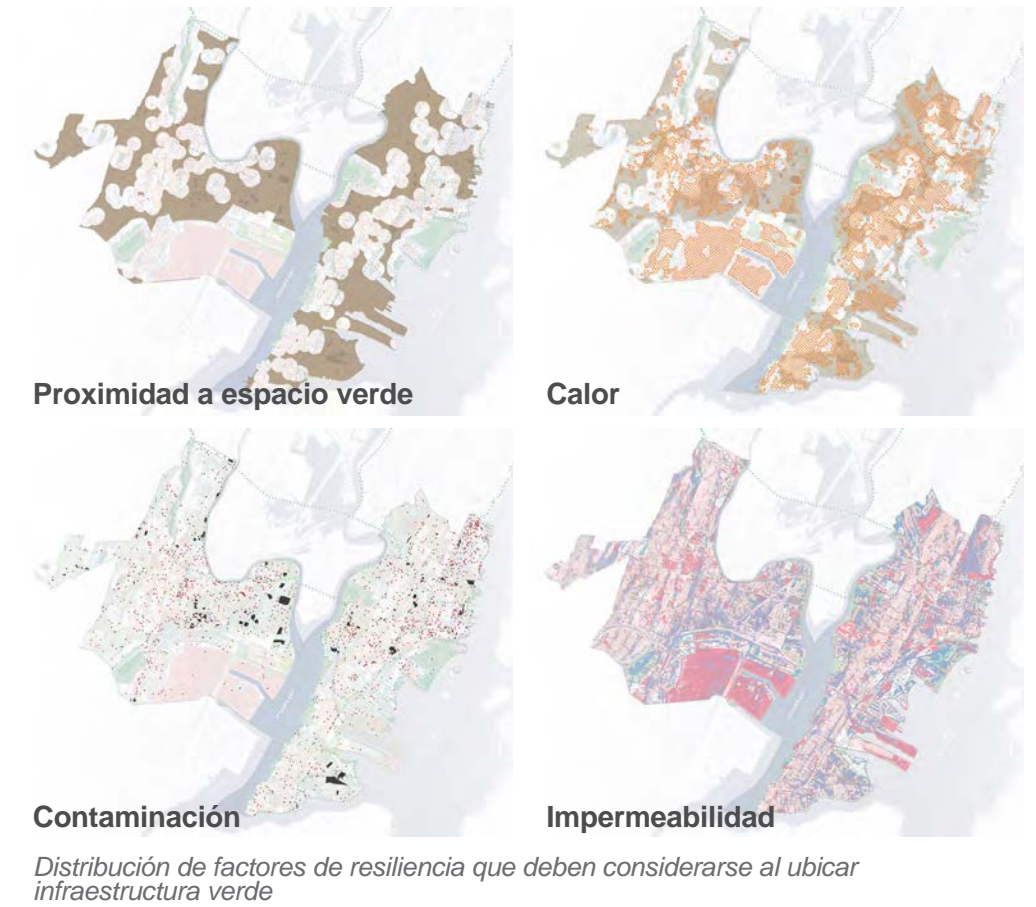 Proximidad a espacio verde
Calor
Contaminación
Impermeabilidad
Distribución de factores de resiliencia que deben considerarse al ubicar
infraestructura verde